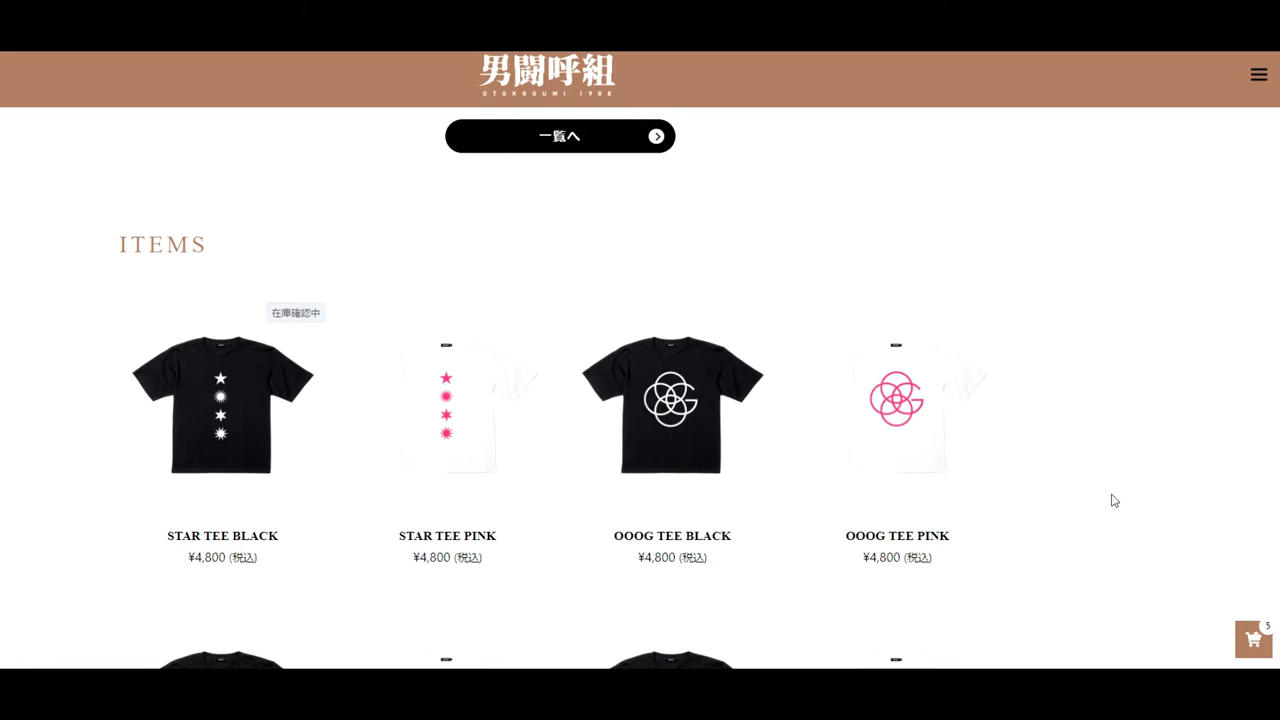 男闘呼組
OTOKOGUMI 1988
一覧へ
ITEMS
在庫確認中
STAR TEE BLACK
¥4,800 (税込)
STAR TEE PINK
¥4,800 (税込)
OOOG TEE BLACK
¥4,800 (税込)
OOOG TEE PINK
¥4,800 (税込)
5